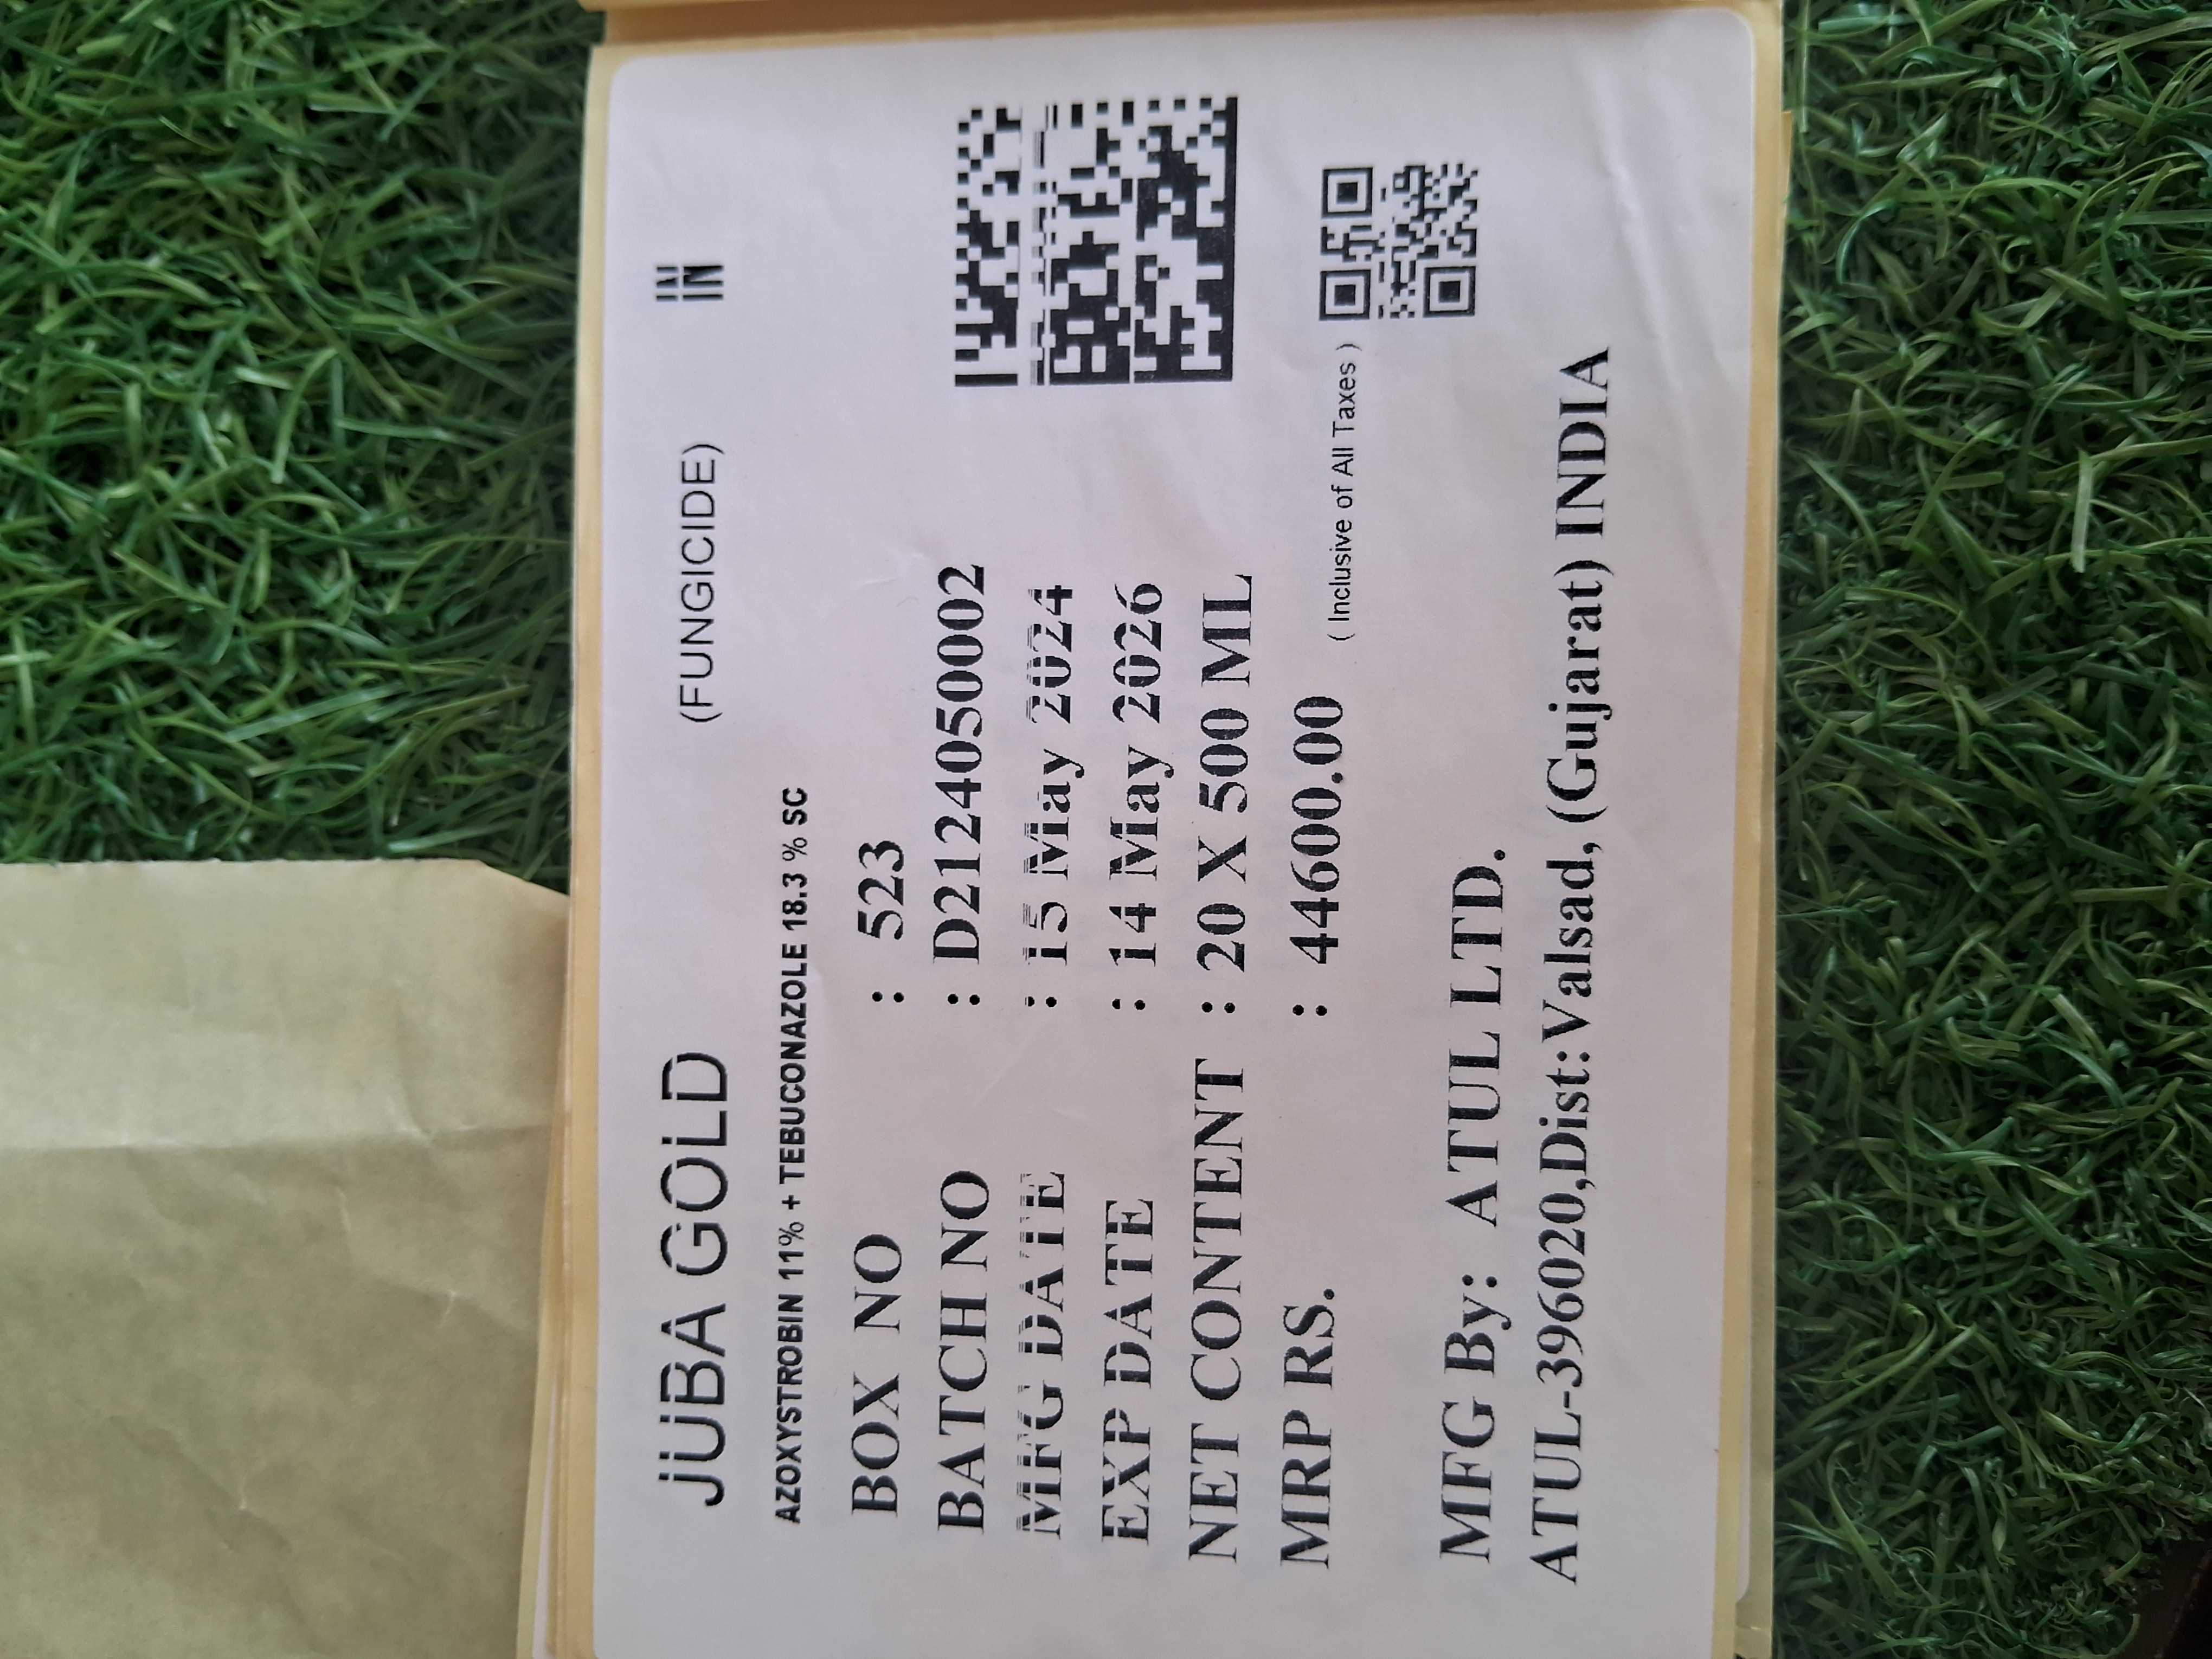 JUBA GOLD (FUNGICIDE) IN
IN
AZOXYSTROBIN 11% + TEBUCONAZOLE 18.3 % SC
BOX NO : 523
BATCH NO : D2124050002
MFG DATE : 15 May 2024
EXP DATE : 14 May 2026
NET CONTENT : 20 X 500 ML
MRP RS. : 44600.00 ( Inclusive of All Taxes )
MFG By: ATUL LTD.
ATUL-396020,Dist:Valsad, (Gujarat) INDIA